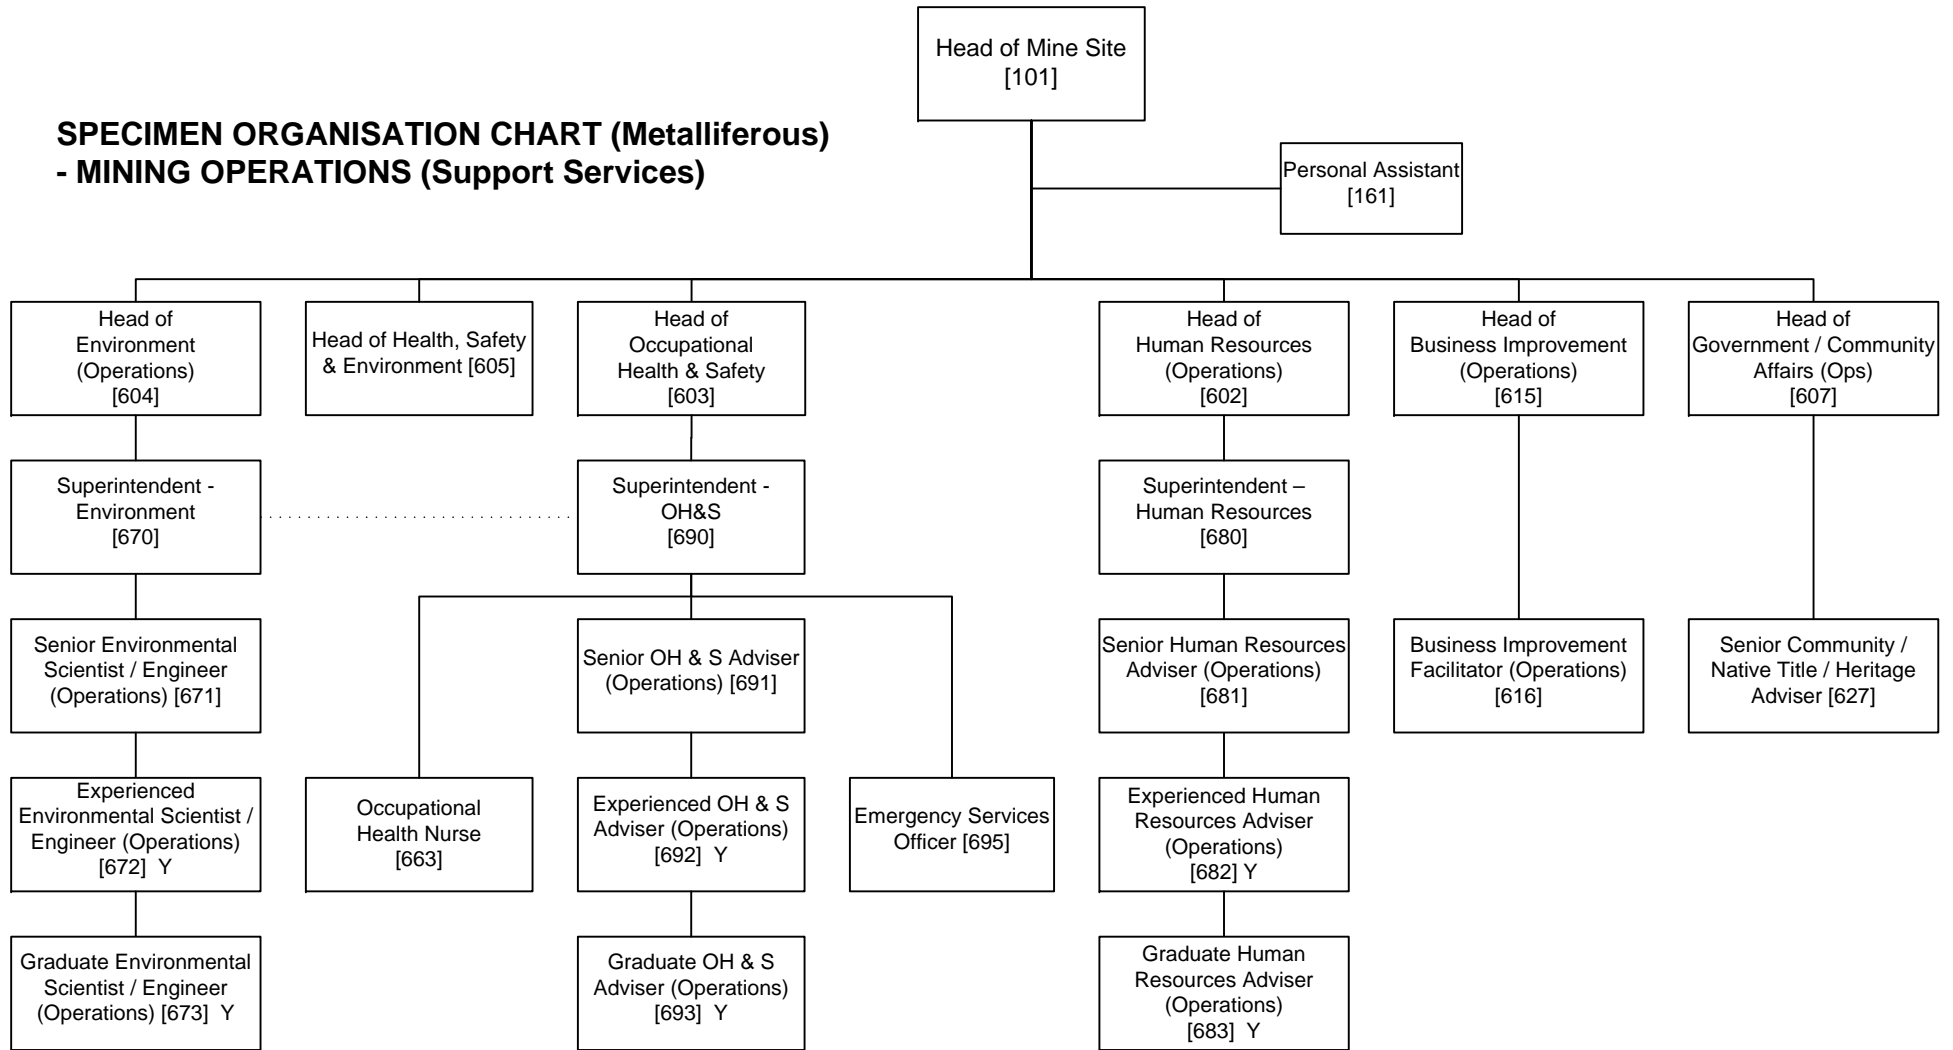 Head of Mine Site
[101]
SPECIMEN ORGANISATION CHART (Metalliferous)
- MINING OPERATIONS (Support Services)
Personal Assistant
[161]
Head of
Environment
(Operations)
[604]
Head of Health, Safety
& Environment [605]
Head of
Occupational
Health & Safety
[603]
Head of
Human Resources
(Operations)
[602]
Head of
Business Improvement
(Operations)
[615]
Head of
Government / Community
Affairs (Ops)
[607]
Superintendent -
Environment
[670]
Superintendent -
OH&S
[690]
Superintendent –
Human Resources
[680]
Senior Environmental
Scientist / Engineer
(Operations) [671]
Senior OH & S Adviser
(Operations) [691]
Senior Human Resources
Adviser (Operations)
[681]
Business Improvement
Facilitator (Operations)
[616]
Senior Community /
Native Title / Heritage
Adviser [627]
Experienced
Environmental Scientist /
Engineer (Operations)
[672]  Y
Occupational
Health Nurse
[663]
Experienced OH & S
Adviser (Operations)
[692]  Y
Emergency Services
Officer [695]
Experienced Human
Resources Adviser
(Operations)
[682] Y
Graduate Environmental
Scientist / Engineer
(Operations) [673]  Y
Graduate OH & S
Adviser (Operations)
[693]  Y
Graduate Human
Resources Adviser
(Operations)
[683]  Y